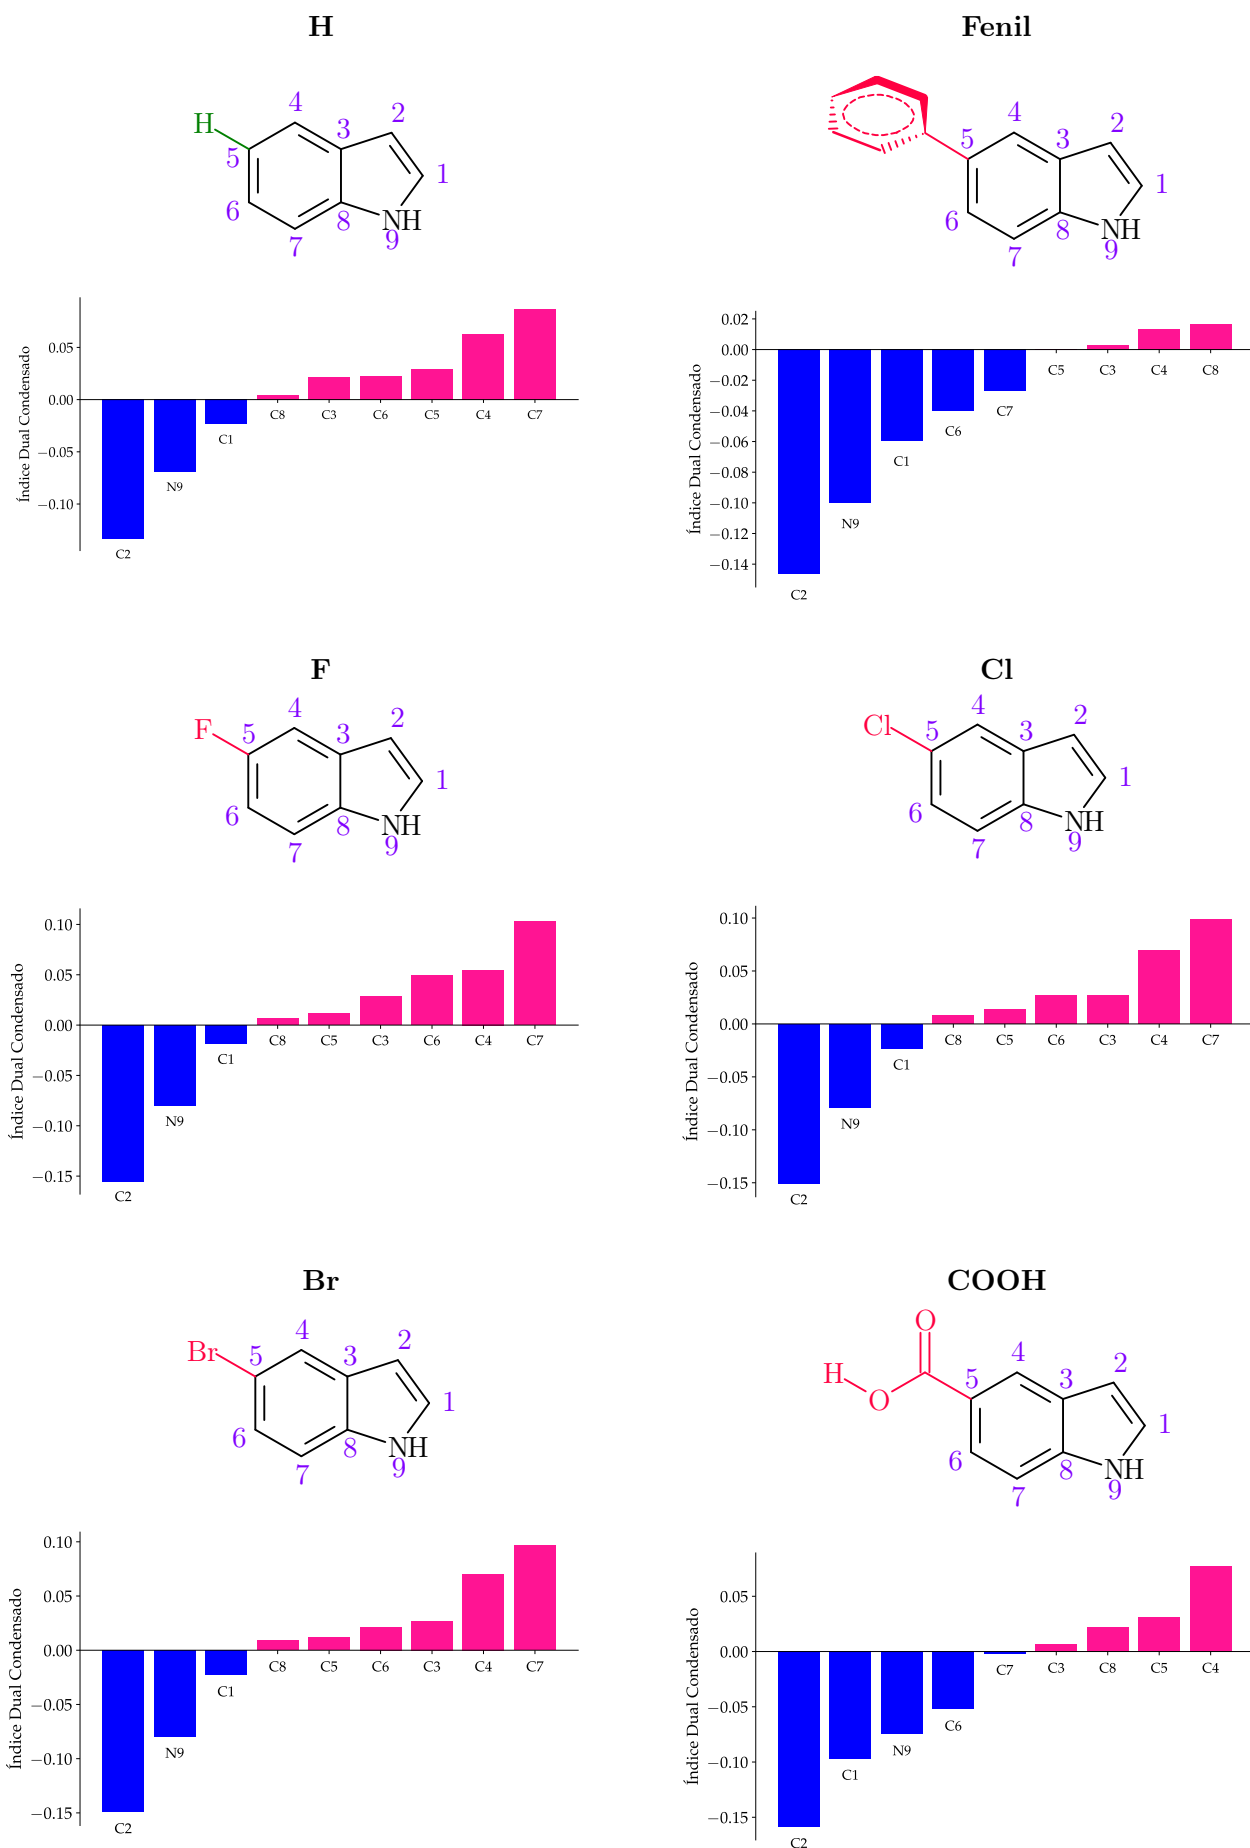 H
Fenil
H
4
3
2
5
1
6
8
NH
9
7
4
3
2
5
1
6
8
NH
9
7
Índice Dual Condensado
0.05
0.00
−0.05
−0.10
C2
N9
C1
C8
C3
C6
C5
C4
C7
Índice Dual Condensado
0.02
0.00
−0.02
−0.04
−0.06
−0.08
−0.10
−0.12
−0.14
C2
N9
C1
C6
C7
C5
C3
C4
C8
F
Cl
F
5
4
3
2
1
6
8
NH
9
7
Cl
5
4
3
2
1
6
8
NH
9
7
Índice Dual Condensado
0.10
0.05
0.00
−0.05
−0.10
−0.15
C2
N9
C1
C8
C5
C3
C6
C4
C7
Índice Dual Condensado
0.10
0.05
0.00
−0.05
−0.10
−0.15
C2
N9
C1
C8
C5
C6
C3
C4
C7
Br
COOH
Br
5
4
3
2
1
6
8
NH
9
7
O
H
O
5
4
3
2
1
6
8
NH
9
7
Índice Dual Condensado
0.10
0.05
0.00
−0.05
−0.10
−0.15
C2
N9
C1
C8
C5
C6
C3
C4
C7
Índice Dual Condensado
0.05
0.00
−0.05
−0.10
−0.15
C2
C1
N9
C6
C7
C3
C8
C5
C4